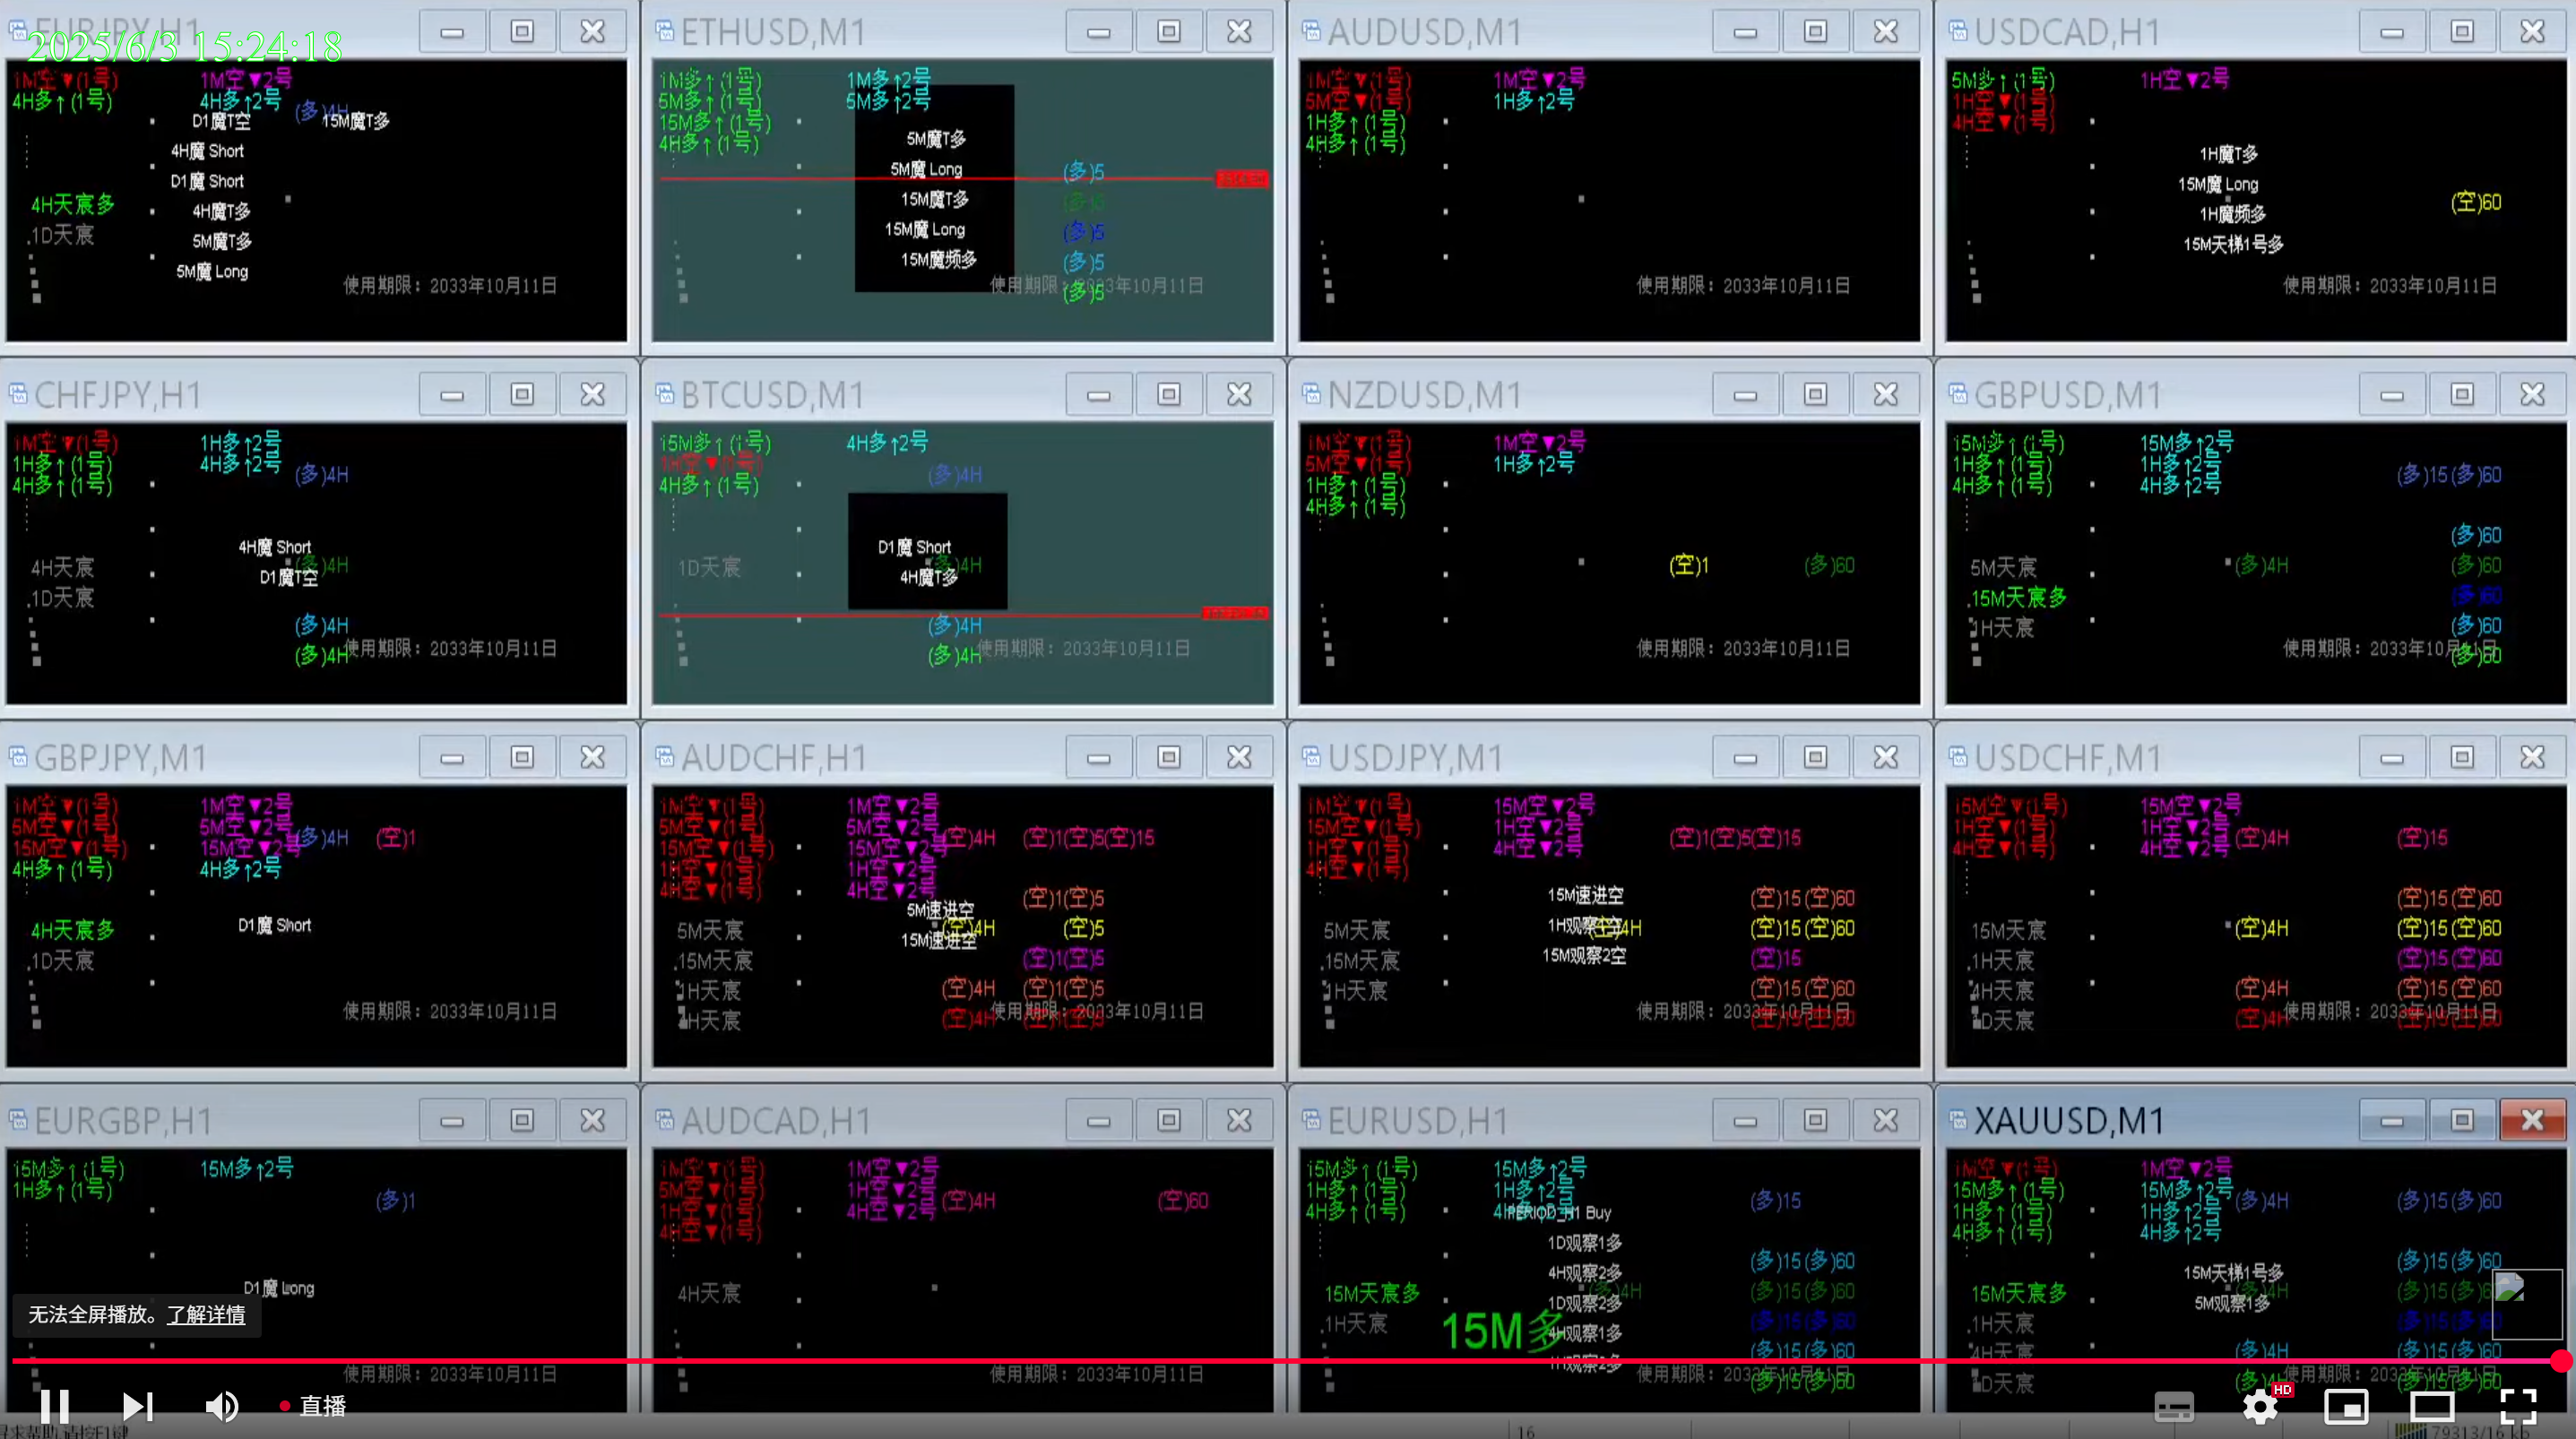 EURJPY,H1
2025/6/3 15:24:18
1M空▼(1号)
1M空▼2号
4H多↑(1号)
4H多↑2号
(多)4H
D1魔T空
15M魔T多
4H魔 Short
D1魔 Short
4H天宸多
4H魔T多
.1D天宸
5M魔T多
5M魔 Long
使用期限：2033年10月11日
ETHUSD,M1
1M多↑(1号)
1M多↑2号
5M多↑(1号)
5M多↑2号
15M多↑(1号)
4H多↑(1号)
5M魔T多
5M魔 Long
(多)5
15M魔T多
15M魔 Long
(多)5
15M魔频多
(多)5
使用期限：2033年10月11日
(多)5
AUDUSD,M1
1M空▼(1号)
1M空▼2号
5M空▼(1号)
1H多↑2号
1H多↑(1号)
4H多↑(1号)
使用期限：2033年10月11日
USDCAD,H1
5M多↑(1号)
1H空▼2号
1H空▼(1号)
4H空▼(1号)
1H魔T多
15M魔 Long
(空)60
1H魔频多
15M天梯1号多
使用期限：2033年10月11日
CHFJPY,H1
1M空▼(1号)
1H多↑2号
1H多↑(1号)
4H多↑2号
(多)4H
4H多↑(1号)
4H魔 Short
4H天宸
(多)4H
D1魔T空
.1D天宸
(多)4H
(多)4H
使用期限：2033年10月11日
BTCUSD,M1
15M多↑(1号)
4H多↑2号
1H空▼(1号)
(多)4H
4H多↑(1号)
D1魔 Short
1D天宸
(多)4H
4H魔T多
(多)4H
(多)4H
使用期限：2033年10月11日
NZDUSD,M1
1M空▼(1号)
1M空▼2号
5M空▼(1号)
1H多↑2号
1H多↑(1号)
4H多↑(1号)
(空)1
(多)60
使用期限：2033年10月11日
GBPUSD,M1
15M多↑(1号)
15M多↑2号
1H多↑(1号)
1H多↑2号
(多)15(多)60
4H多↑(1号)
4H多↑2号
(多)60
5M天宸
(多)4H
(多)60
.15M天宸多
(多)60
1H天宸
(多)60
使用期限：2033年10月11日
(多)60
GBPJPY,M1
1M空▼(1号)
1M空▼2号
5M空▼(1号)
5M空▼2号
(多)4H
(空)1
15M空▼(1号)
15M空▼2号
4H多↑(1号)
4H多↑2号
4H天宸多
D1魔 Short
.1D天宸
使用期限：2033年10月11日
AUDCHF,H1
1M空▼(1号)
1M空▼2号
5M空▼(1号)
5M空▼2号
(空)4H
(空)1(空)5(空)15
15M空▼(1号)
15M空▼2号
1H空▼(1号)
1H空▼2号
4H空▼(1号)
4H空▼2号
(空)1(空)5
5M速进空
5M天宸
(空)4H
(空)5
15M速进空
.15M天宸
(空)1(空)5
1H天宸
(空)4H
(空)1(空)5
使用期限：2033年10月11日
4H天宸
(空)4H
(空)1(空)5
USDJPY,M1
1M空▼(1号)
15M空▼2号
15M空▼(1号)
1H空▼2号
(空)1(空)5(空)15
1H空▼(1号)
4H空▼2号
4H空▼(1号)
15M速进空
(空)15(空)60
5M天宸
1H观察
(空)4H
(空)15(空)60
15M观察2空
.15M天宸
(空)15
1H天宸
(空)15(空)60
使用期限：2033年10月11日
(空)15(空)60
USDCHF,M1
15M空▼(1号)
15M空▼2号
1H空▼(1号)
1H空▼2号
(空)4H
(空)15
4H空▼(1号)
4H空▼2号
(空)15(空)60
15M天宸
(空)4H
(空)15(空)60
.1H天宸
(空)15(空)60
4H天宸
(空)4H
(空)15(空)60
使用期限：2033年10月11日
1D天宸
(空)4H
(空)15(空)60
EURGBP,H1
15M多↑(1号)
15M多↑2号
1H多↑(1号)
(多)1
D1魔 Long
无法全屏播放。了解详情
使用期限：2033年10月11日
AUDCAD,H1
1M空▼(1号)
1M空▼2号
5M空▼(1号)
1H空▼2号
(空)4H
(空)60
1H空▼(1号)
4H空▼2号
4H空▼(1号)
4H天宸
使用期限：2033年10月11日
EURUSD,H1
15M多↑(1号)
15M多↑2号
1H多↑(1号)
1H多↑2号
(多)15
4H多↑(1号)
4H多↑2号
PERIOD_H1 Buy
1D观察1多
4H观察2多
(多)15(多)60
15M天宸多
(多)4H
(多)15(多)60
1D观察2多
.1H天宸
15M多
4H观察1多
(多)15(多)60
(多)15(多)60
1H观察2多
使用期限：2033年10月11日
(多)15(多)60
XAUUSD,M1
1M空▼(1号)
1M空▼2号
15M多↑(1号)
15M多↑2号
(多)4H
(多)15(多)60
1H多↑(1号)
1H多↑2号
4H多↑(1号)
4H多↑2号
(多)15(多)60
15M天梯1号多
15M天宸多
(多)4H
5M观察1多
.1H天宸
4H天宸
(多)4H
(多)15(多)60
使用期限：2033年10月11日
1D天宸
直播
HD
16
79313/16 kb